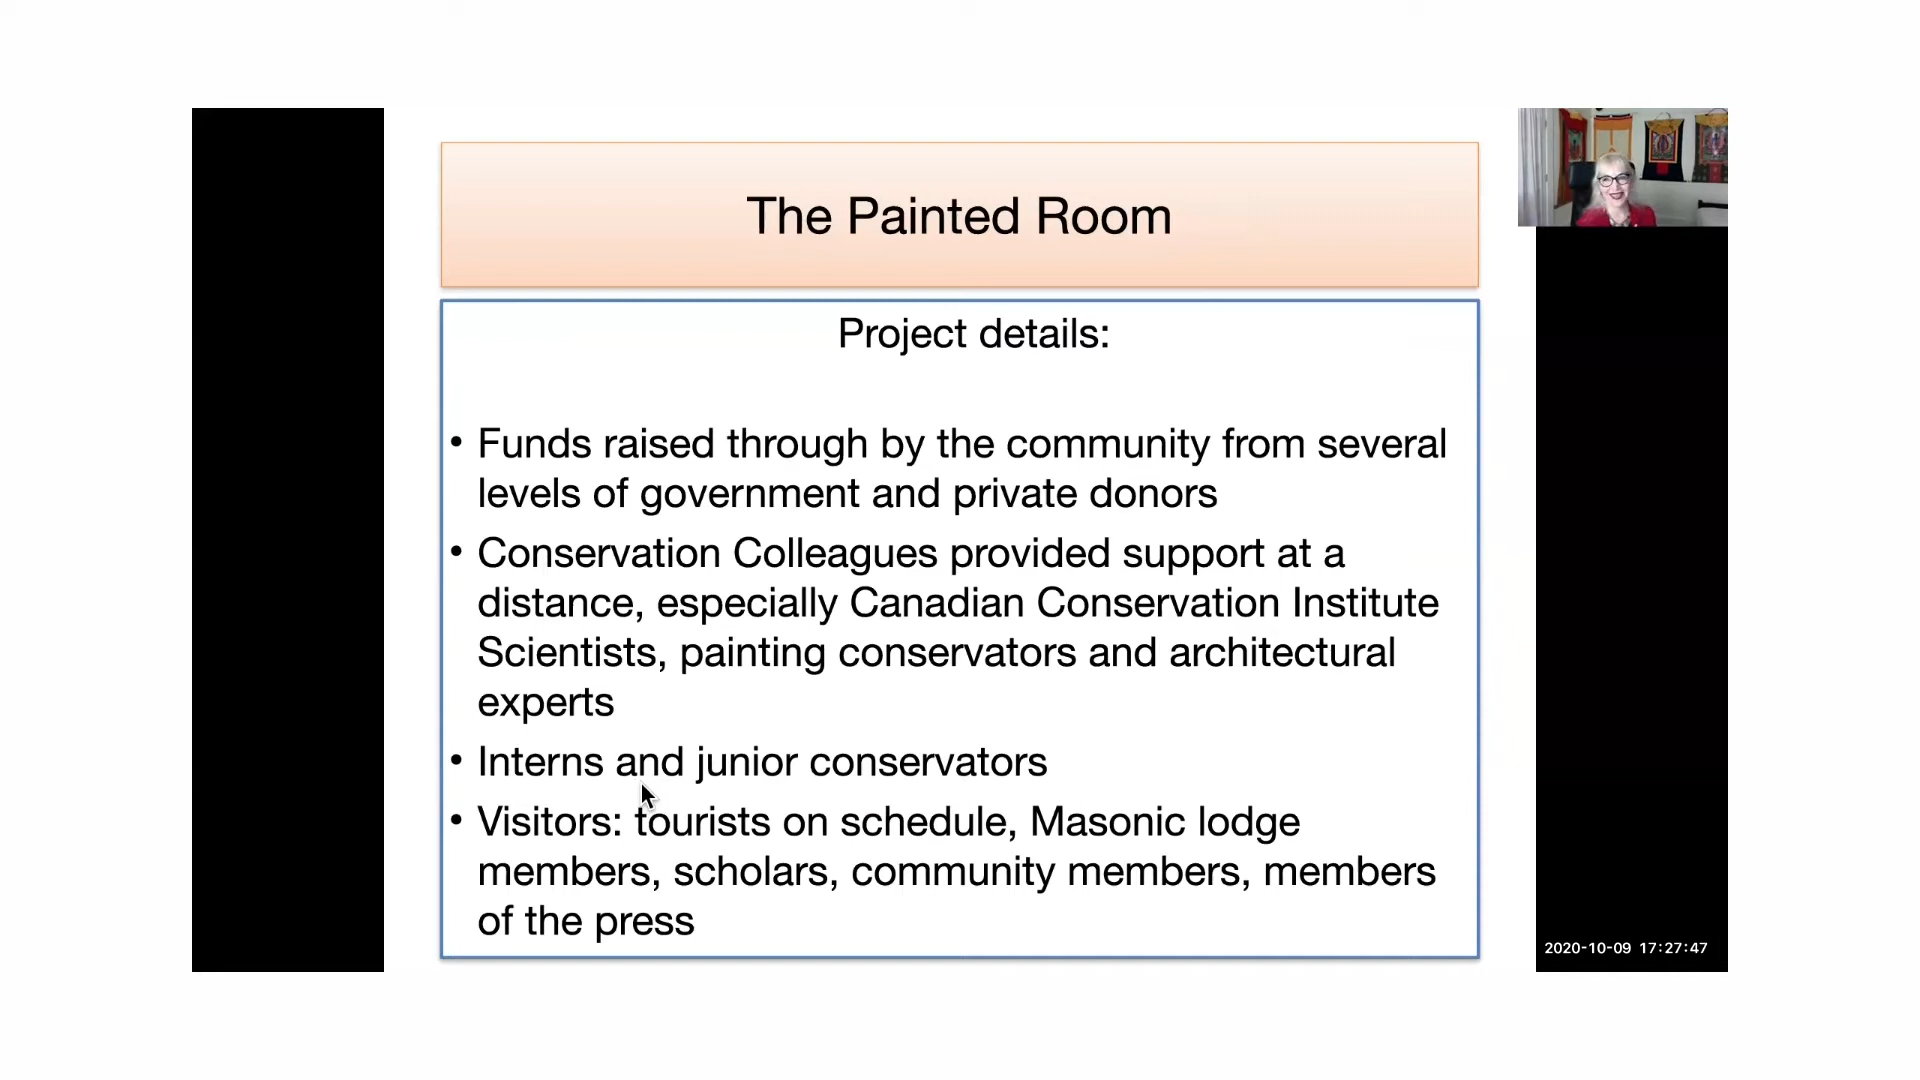 The Painted Room
Project details:
• Funds raised through by the community from several
levels of government and private donors
• Conservation Colleagues provided support at a
distance, especially Canadian Conservation Institute
Scientists, painting conservators and architectural
experts
• Interns and junior conservators
• Visitors: tourists on schedule, Masonic lodge
members, scholars, community members, members
of the press
2020-10-09 17:27:47